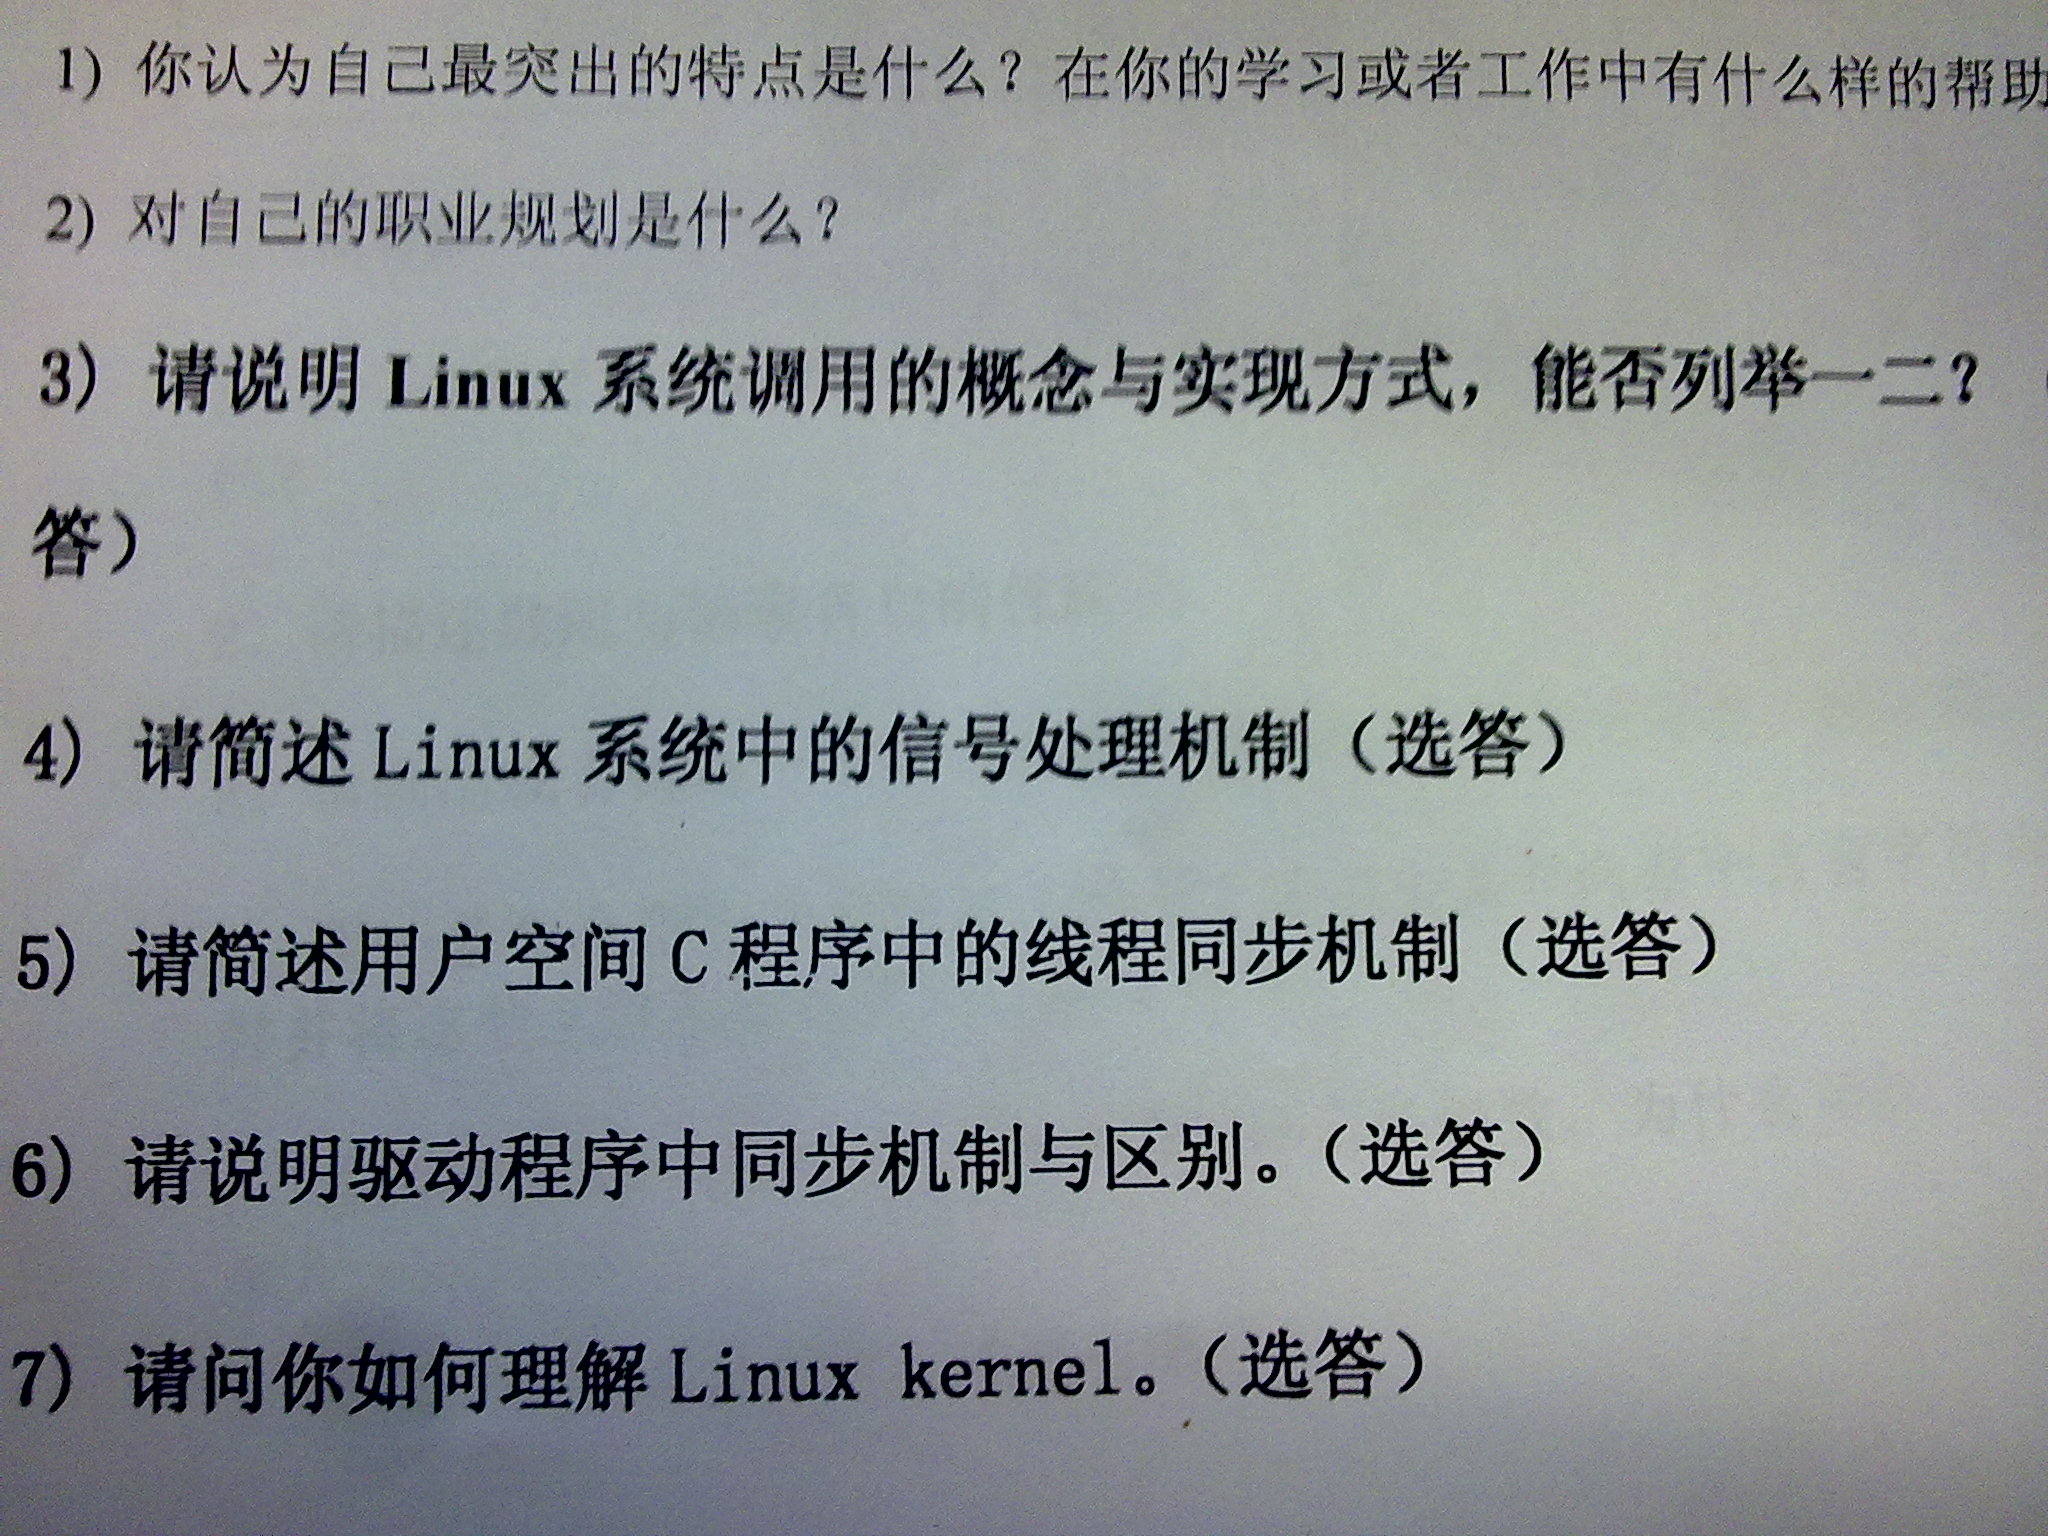 1) 你认为自己最突出的特点是什么？在你的学习或者工作中有什么样的帮助
2) 对自己的职业规划是什么？
3) 请说明 Linux 系统调用的概念与实现方式，能否列举一二？（
答）
4) 请简述 Linux 系统中的信号处理机制（选答）
5) 请简述用户空间 C 程序中的线程同步机制（选答）
6) 请说明驱动程序中同步机制与区别。（选答）
7) 请问你如何理解 Linux kernel。（选答）